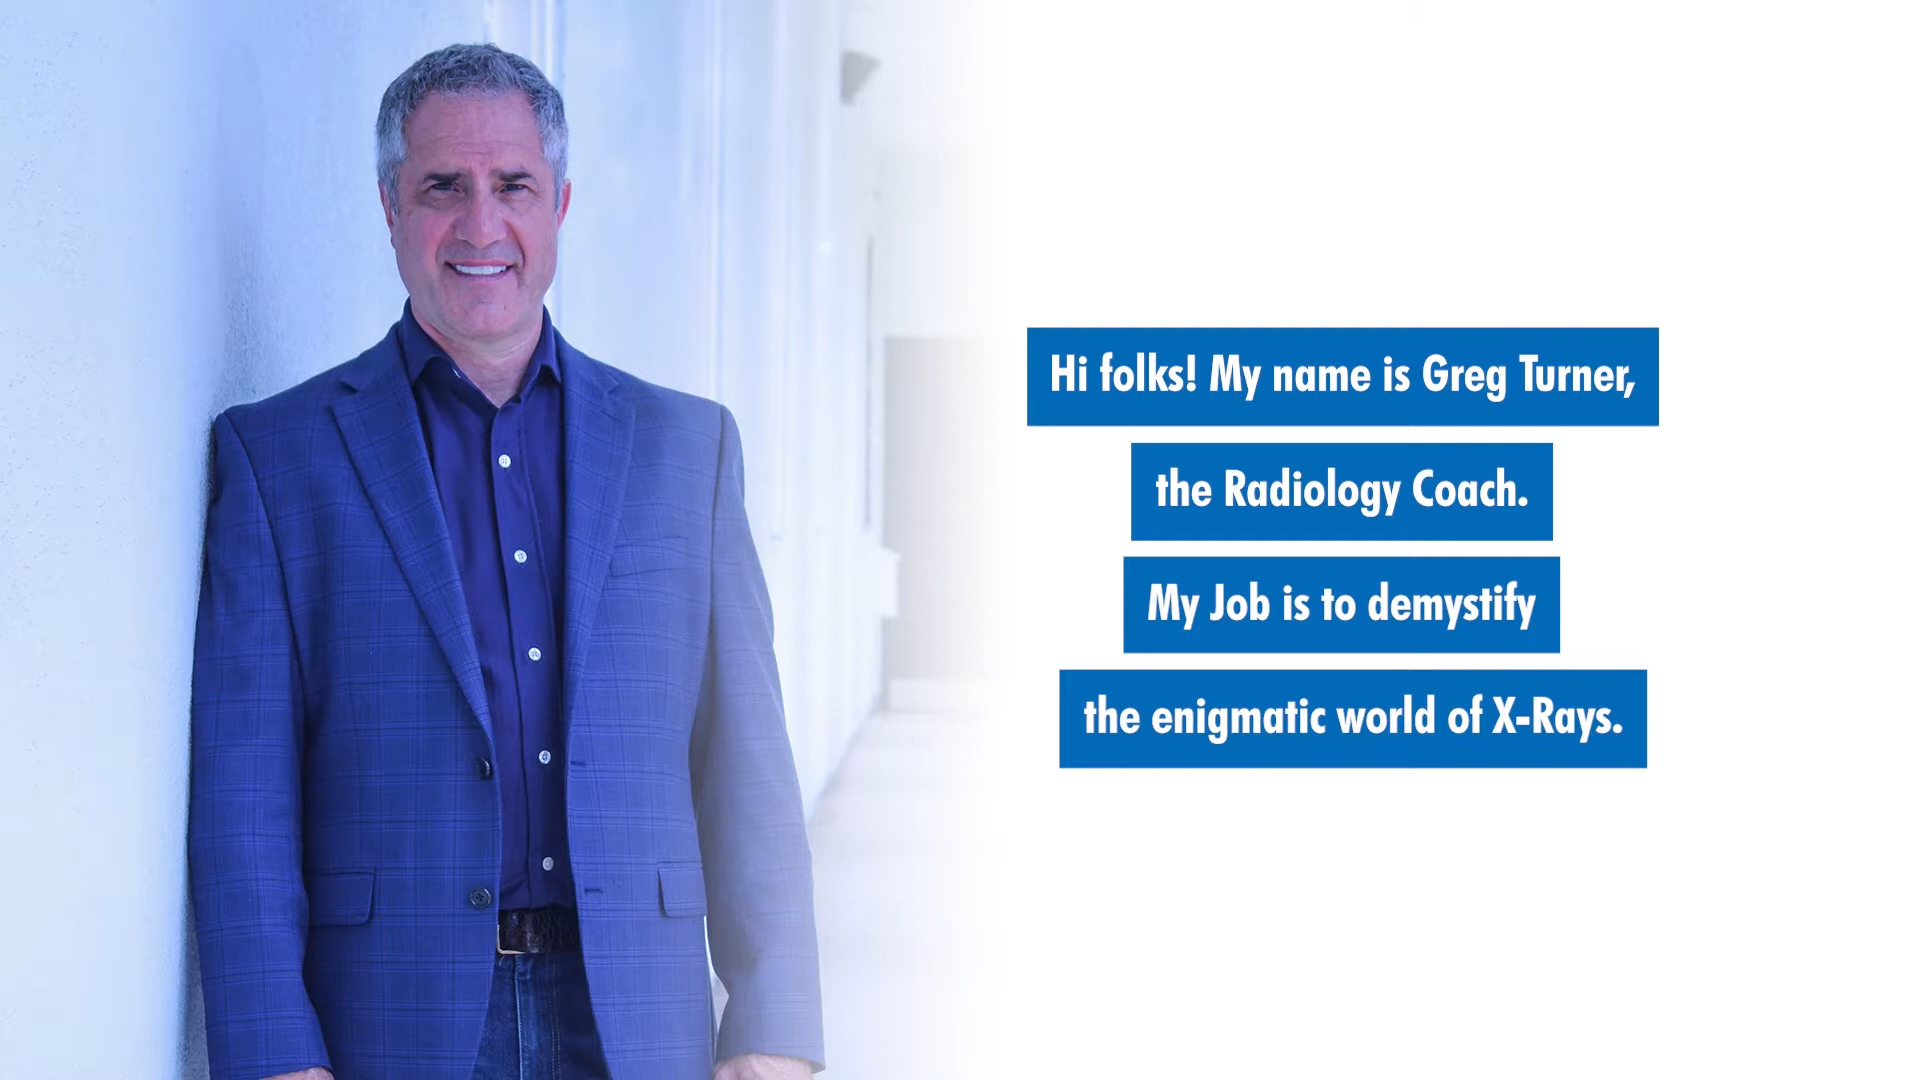 Hi folks! My name is Greg Turner,
the Radiology Coach.
My Job is to demystify
the enigmatic world of X-Rays.